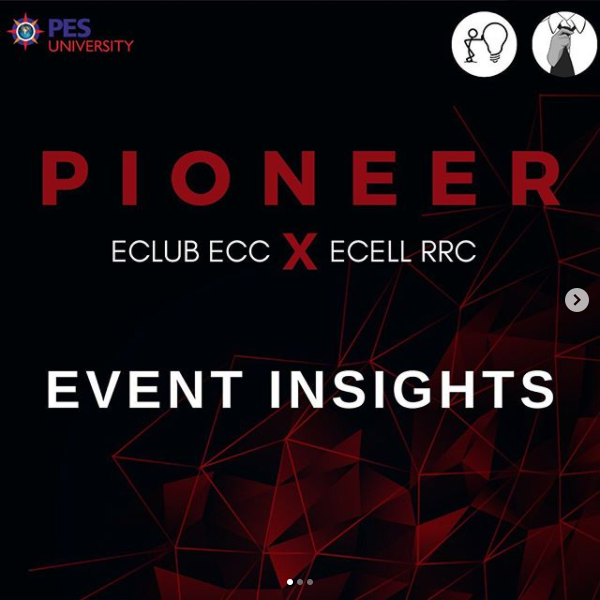 PES
UNIVERSITY
PIONEER
ECLUB ECC X ECELL RRC
EVENT INSIGHTS